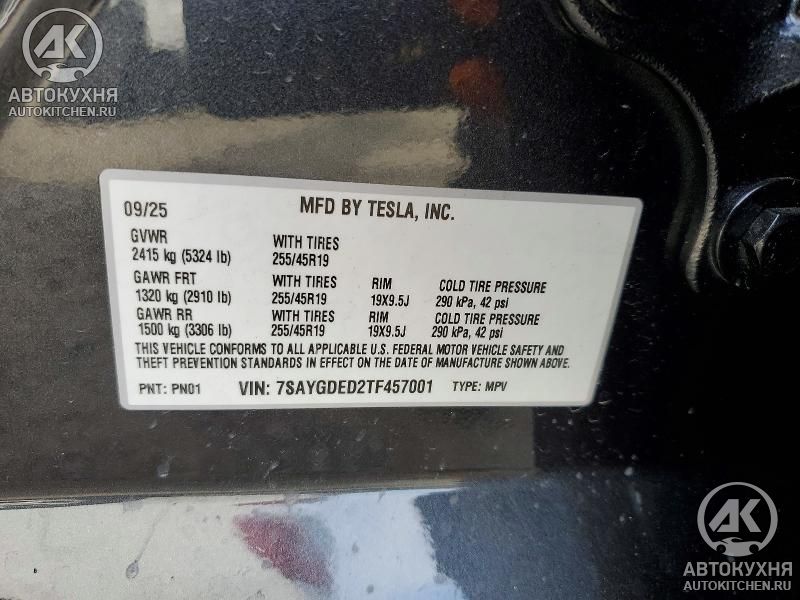 АК
АВТОКУХНЯ
AUTOKITCHEN.RU
09/25 MFD BY TESLA, INC.
GVWR WITH TIRES
2415 kg (5324 lb) 255/45R19
GAWR FRT WITH TIRES RIM COLD TIRE PRESSURE
1320 kg (2910 lb) 255/45R19 19X9.5J 290 kPa, 42 psi
GAWR RR WITH TIRES RIM COLD TIRE PRESSURE
1500 kg (3306 lb) 255/45R19 19X9.5J 290 kPa, 42 psi
THIS VEHICLE CONFORMS TO ALL APPLICABLE U.S. FEDERAL MOTOR VEHICLE SAFETY AND
THEFT PREVENTION STANDARDS IN EFFECT ON THE DATE OF MANUFACTURE SHOWN ABOVE.
PNT: PN01 VIN: 7SAYGDED2TF457001 TYPE: MPV
АК
АВТОКУХНЯ
AUTOKITCHEN.RU